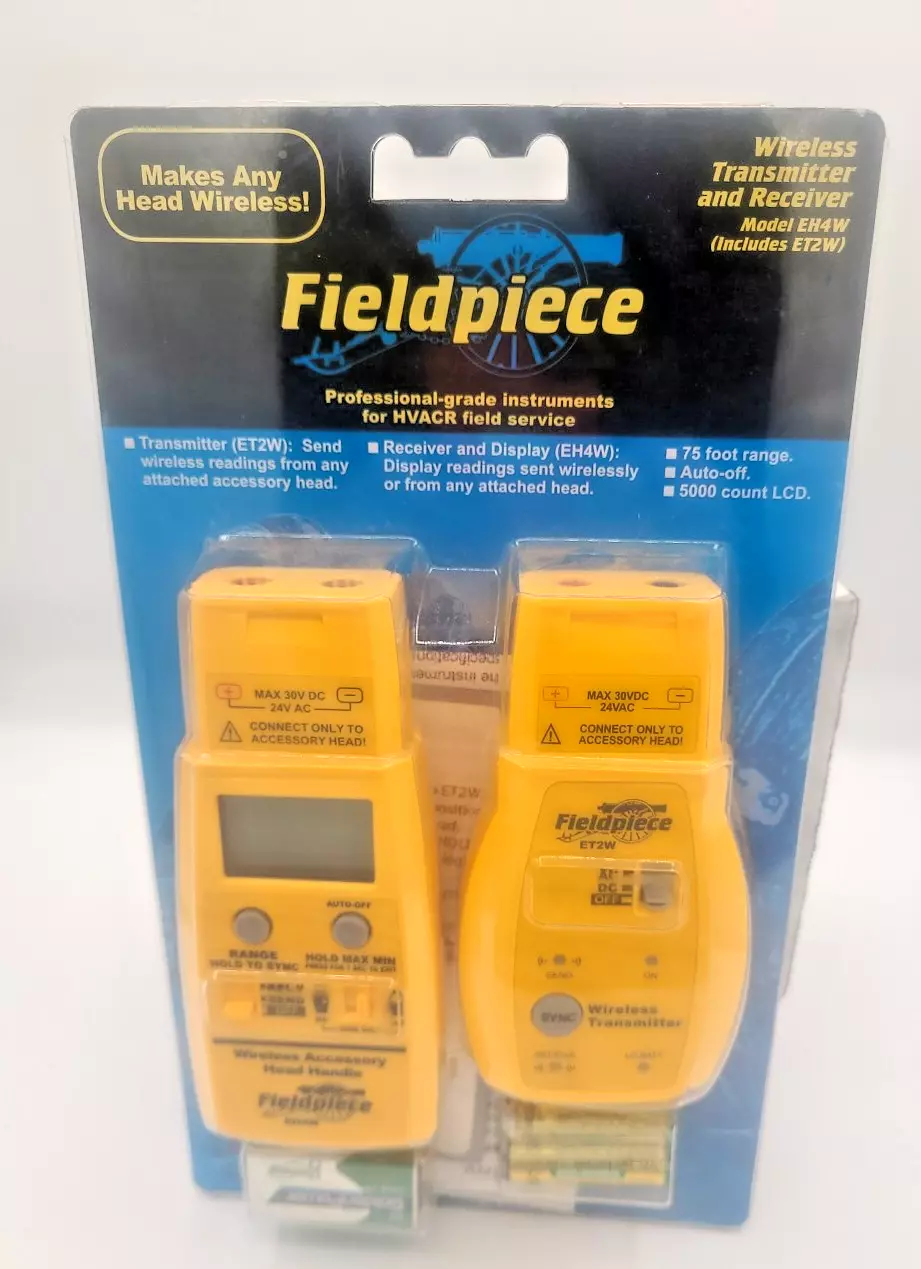 Makes Any
Head Wireless!
Wireless
Transmitter
and Receiver
Model EH4W
(Includes ET2W)
Fieldpiece
Professional-grade instruments
for HVACR field service
Transmitter (ET2W): Send
wireless readings from any
attached accessory head.
Receiver and Display (EH4W):
Display readings sent wirelessly
or from any attached head.
75 foot range.
Auto-off.
5000 count LCD.
+ MAX 30V DC −
24V AC
CONNECT ONLY TO
ACCESSORY HEAD!
AUTO-OFF
RANGE
HOLD TO SYNC
HOLD MAX MIN
Wireless Accessory
Head Handle
Fieldpiece
+ MAX 30VDC −
24VAC
CONNECT ONLY TO
ACCESSORY HEAD!
Fieldpiece
ET2W
DC
OFF
ON
SYNC
Wireless
Transmitter
ET2W